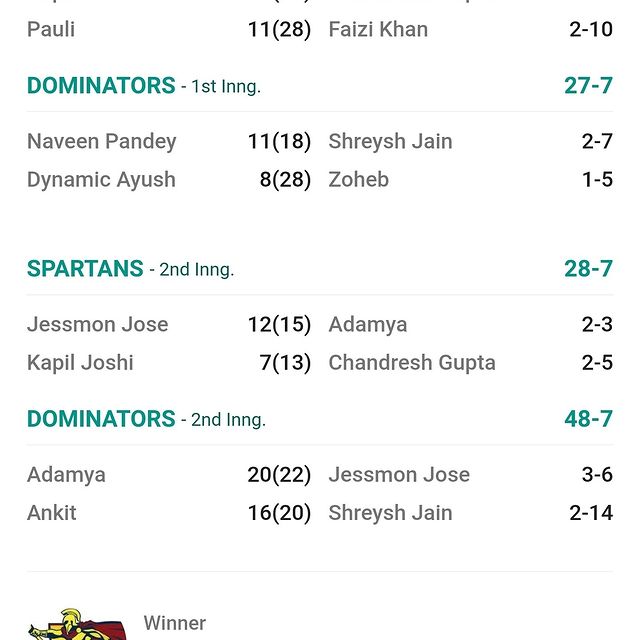 Pauli 11(28) Faizi Khan 2-10
DOMINATORS - 1st Inng. 27-7
Naveen Pandey 11(18) Shreysh Jain 2-7
Dynamic Ayush 8(28) Zoheb 1-5
SPARTANS - 2nd Inng. 28-7
Jessmon Jose 12(15) Adamya 2-3
Kapil Joshi 7(13) Chandresh Gupta 2-5
DOMINATORS - 2nd Inng. 48-7
Adamya 20(22) Jessmon Jose 3-6
Ankit 16(20) Shreysh Jain 2-14
Winner